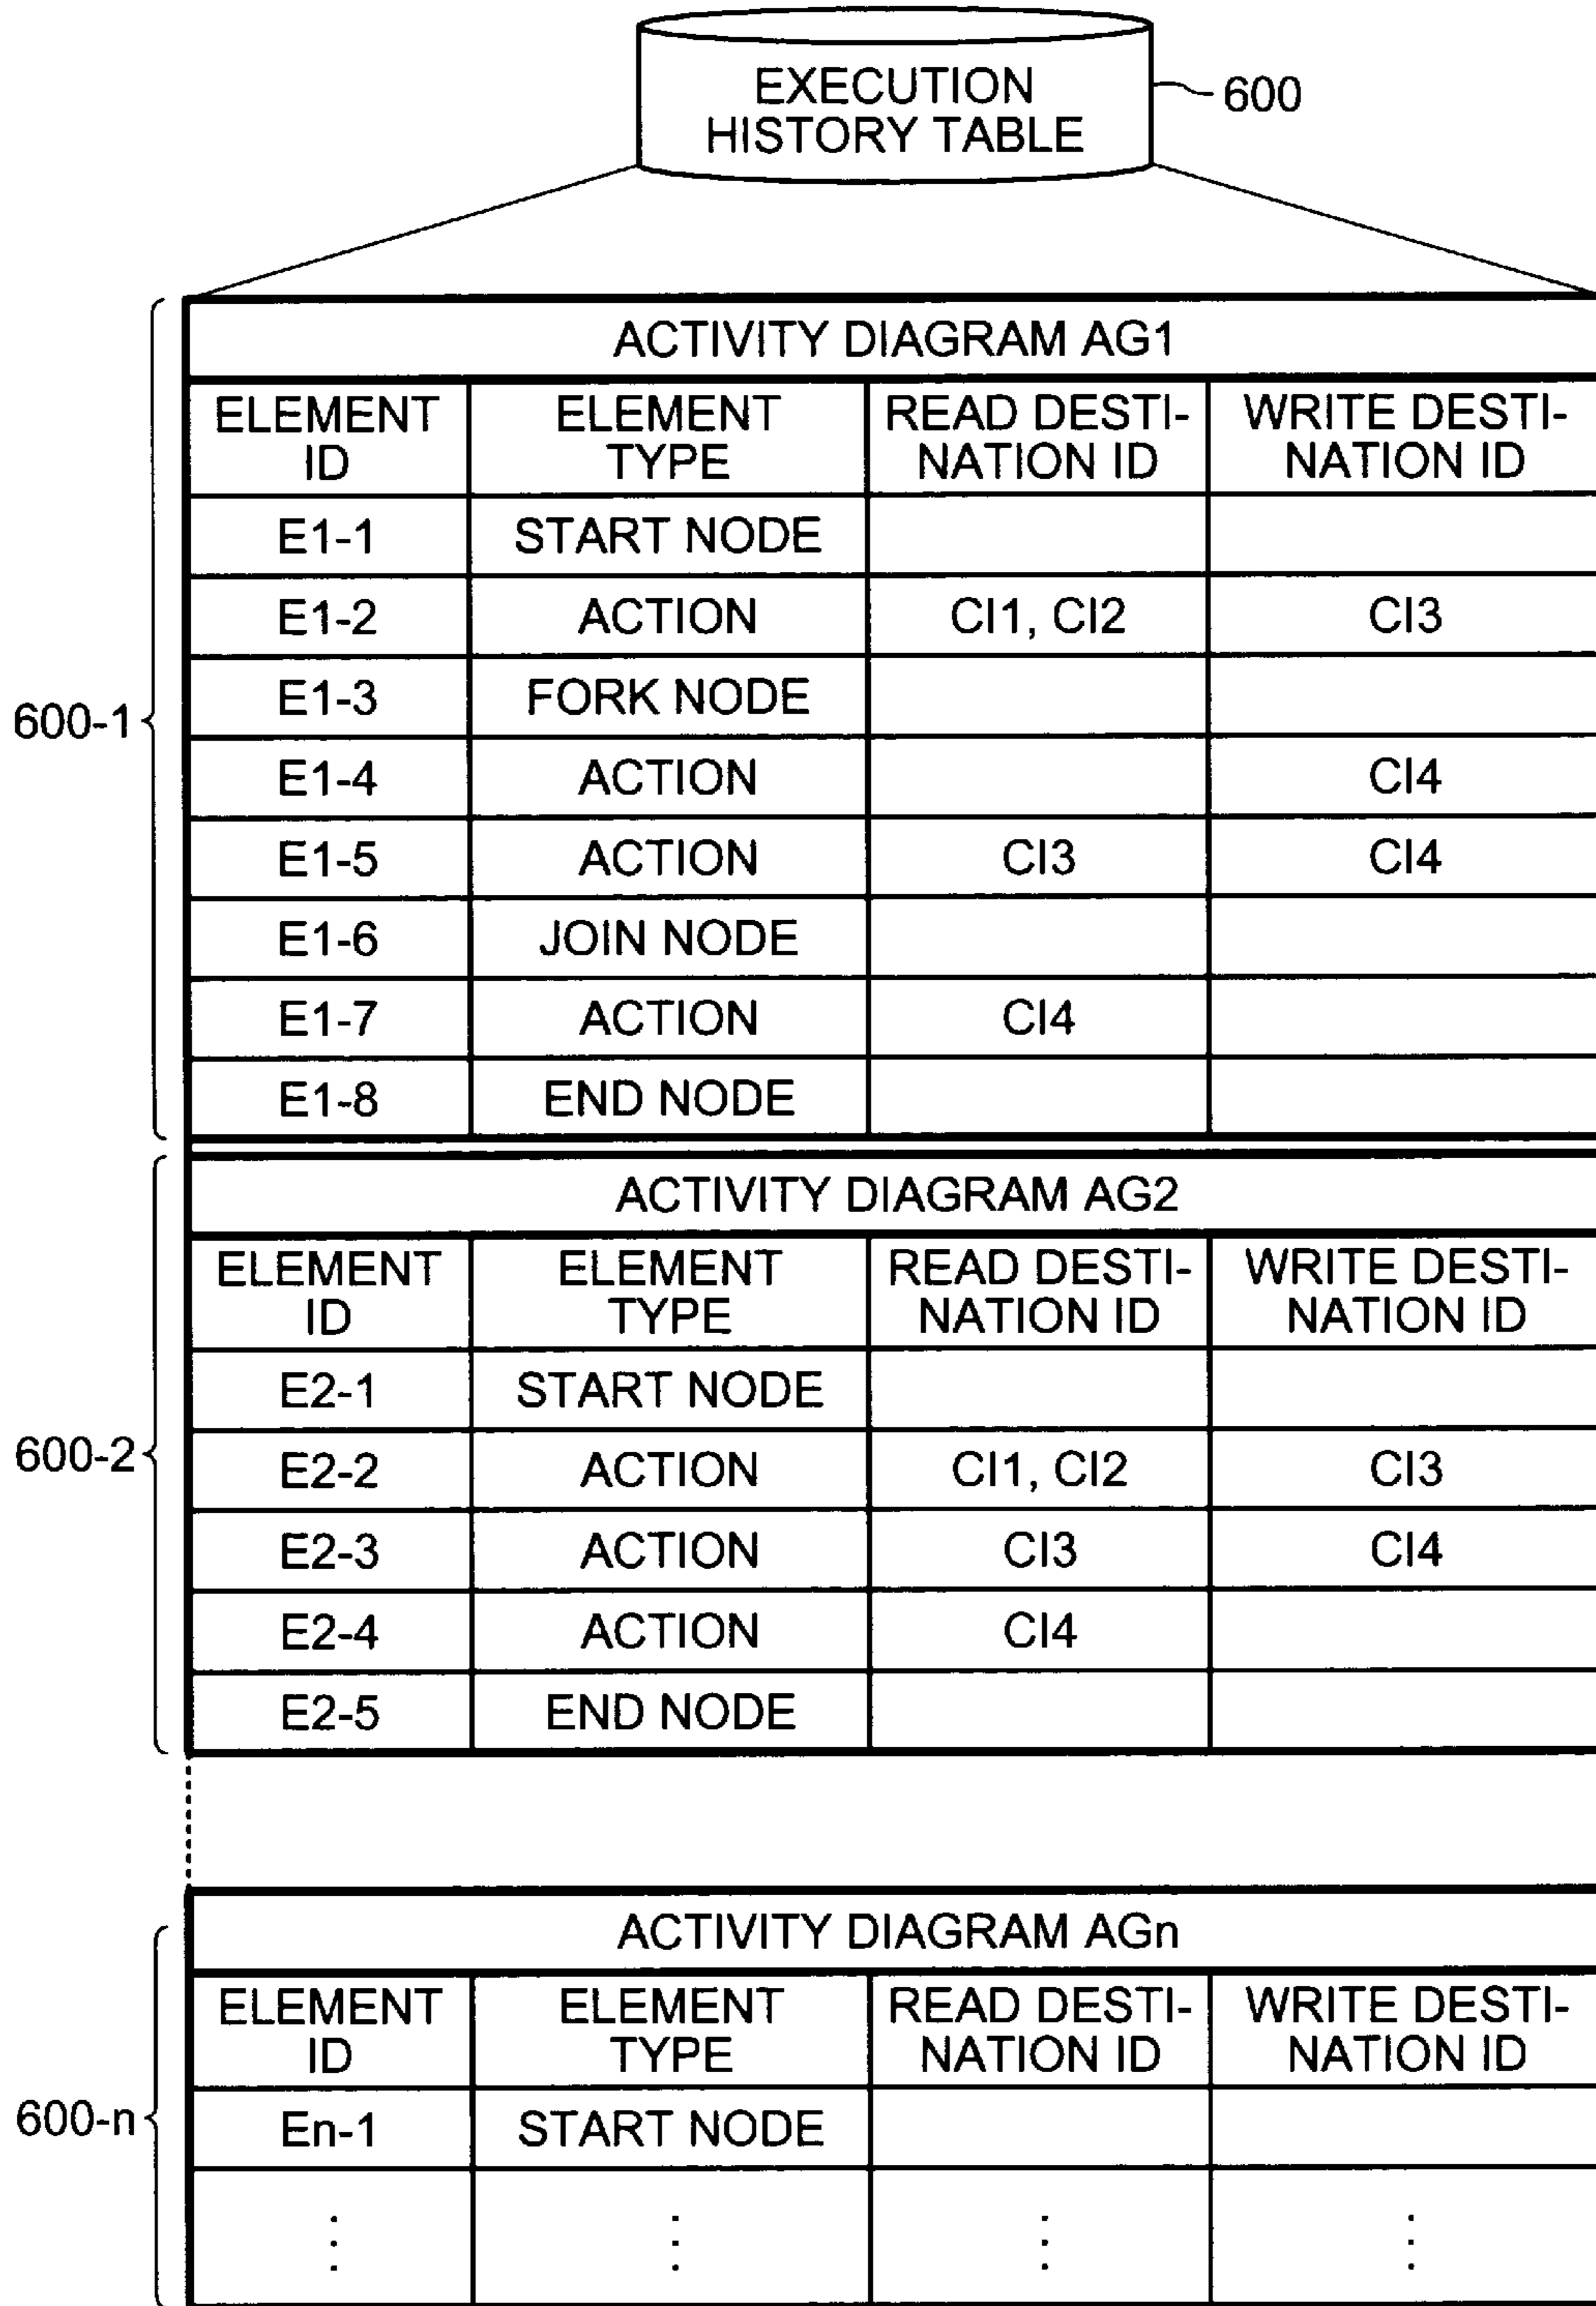 EXECUTION
HISTORY TABLE
600
600-1
ACTIVITY DIAGRAM AG1
ELEMENT ID ELEMENT TYPE READ DESTI-NATION ID WRITE DESTI-NATION ID
E1-1 START NODE
E1-2 ACTION CI1, CI2 CI3
E1-3 FORK NODE
E1-4 ACTION CI4
E1-5 ACTION CI3 CI4
E1-6 JOIN NODE
E1-7 ACTION CI4
E1-8 END NODE
600-2
ACTIVITY DIAGRAM AG2
ELEMENT ID ELEMENT TYPE READ DESTI-NATION ID WRITE DESTI-NATION ID
E2-1 START NODE
E2-2 ACTION CI1, CI2 CI3
E2-3 ACTION CI3 CI4
E2-4 ACTION CI4
E2-5 END NODE
600-n
ACTIVITY DIAGRAM AGn
ELEMENT ID ELEMENT TYPE READ DESTI-NATION ID WRITE DESTI-NATION ID
En-1 START NODE
⋮ ⋮ ⋮ ⋮